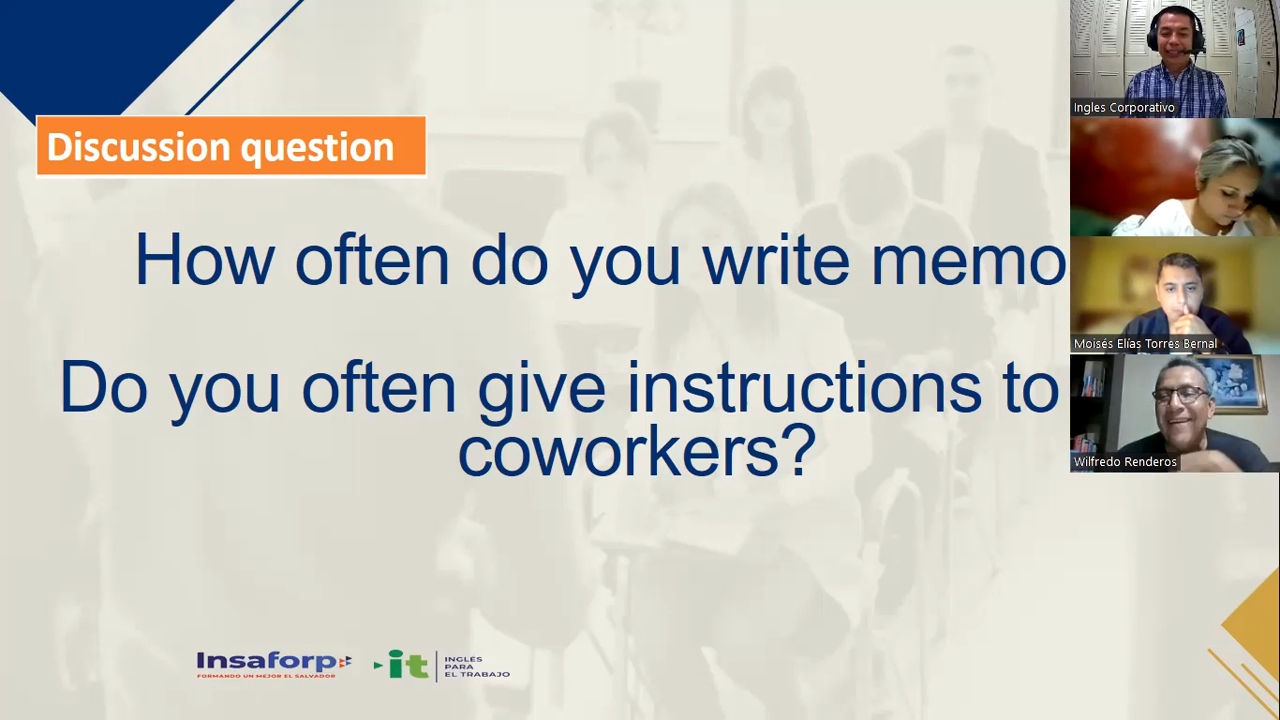 Discussion question
How often do you write memo
Do you often give instructions to
coworkers?
Insaforp
FORMANDO UN MEJOR EL SALVADOR
it
INGLÉS
PARA
EL TRABAJO
Ingles Corporativo
Moisés Elías Torres Bernal
Wilfredo Renderos